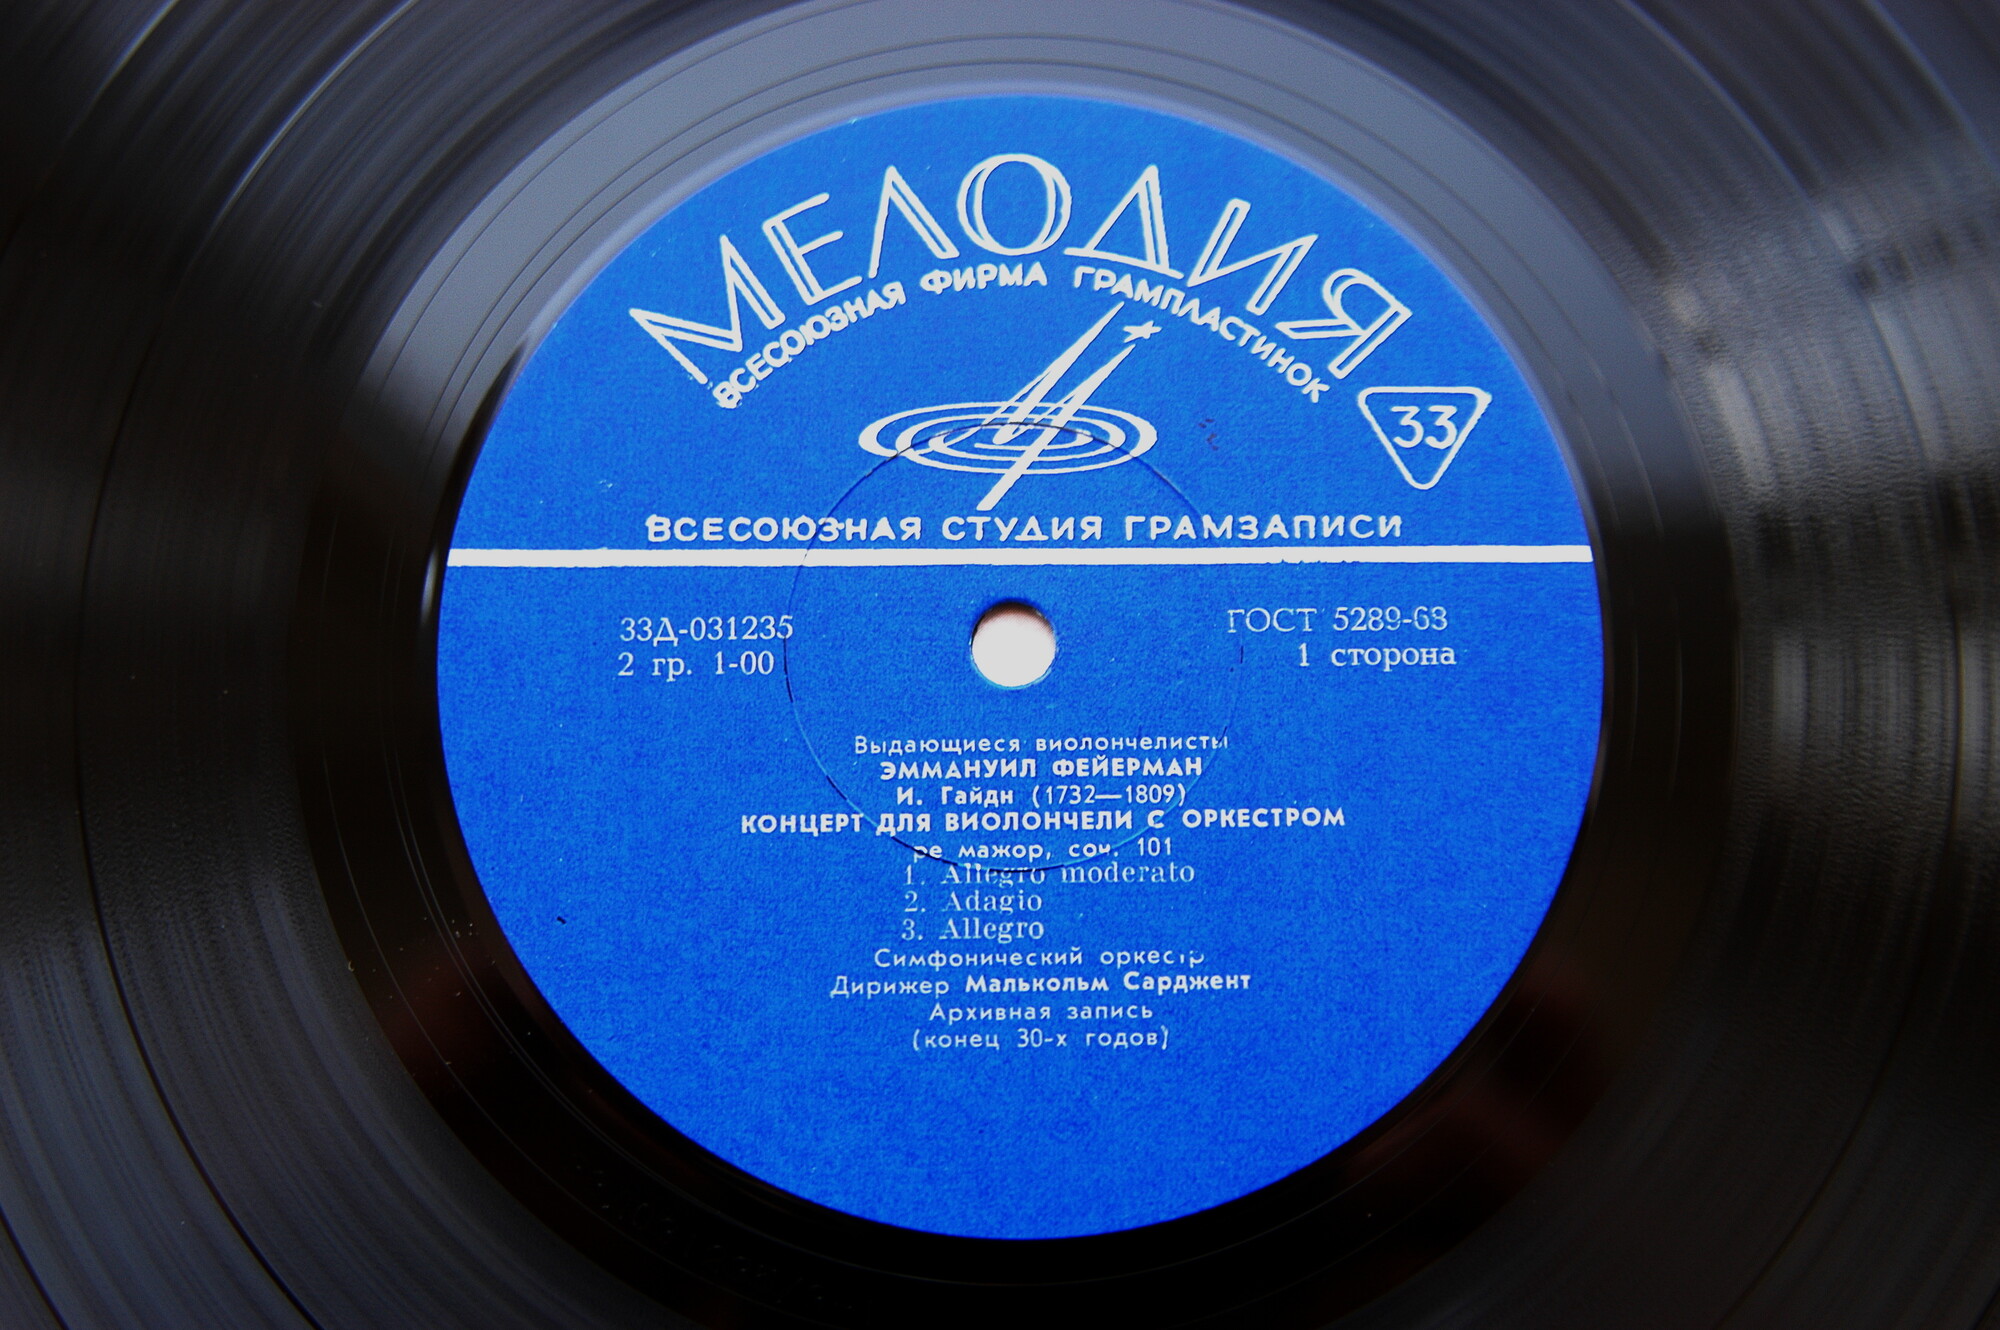 МЕЛОДИЯ
ВСЕСОЮЗНАЯ ФИРМА ГРАМПЛАСТИНОК
33
ВСЕСОЮЗНАЯ СТУДИЯ ГРАМЗАПИСИ
33Д-031235
2 гр. 1-00
ГОСТ 5289-68
1 сторона
Выдающиеся виолончелисты
ЭММАНУИЛ ФЕЙЕРМАН
И. Гайдн (1732—1809)
КОНЦЕРТ ДЛЯ ВИОЛОНЧЕЛИ С ОРКЕСТРОМ
ре мажор, соч. 101
1. Allegro moderato
2. Adagio
3. Allegro
Симфонический оркестр
Дирижер Малькольм Сарджент
Архивная запись
(конец 30-х годов)